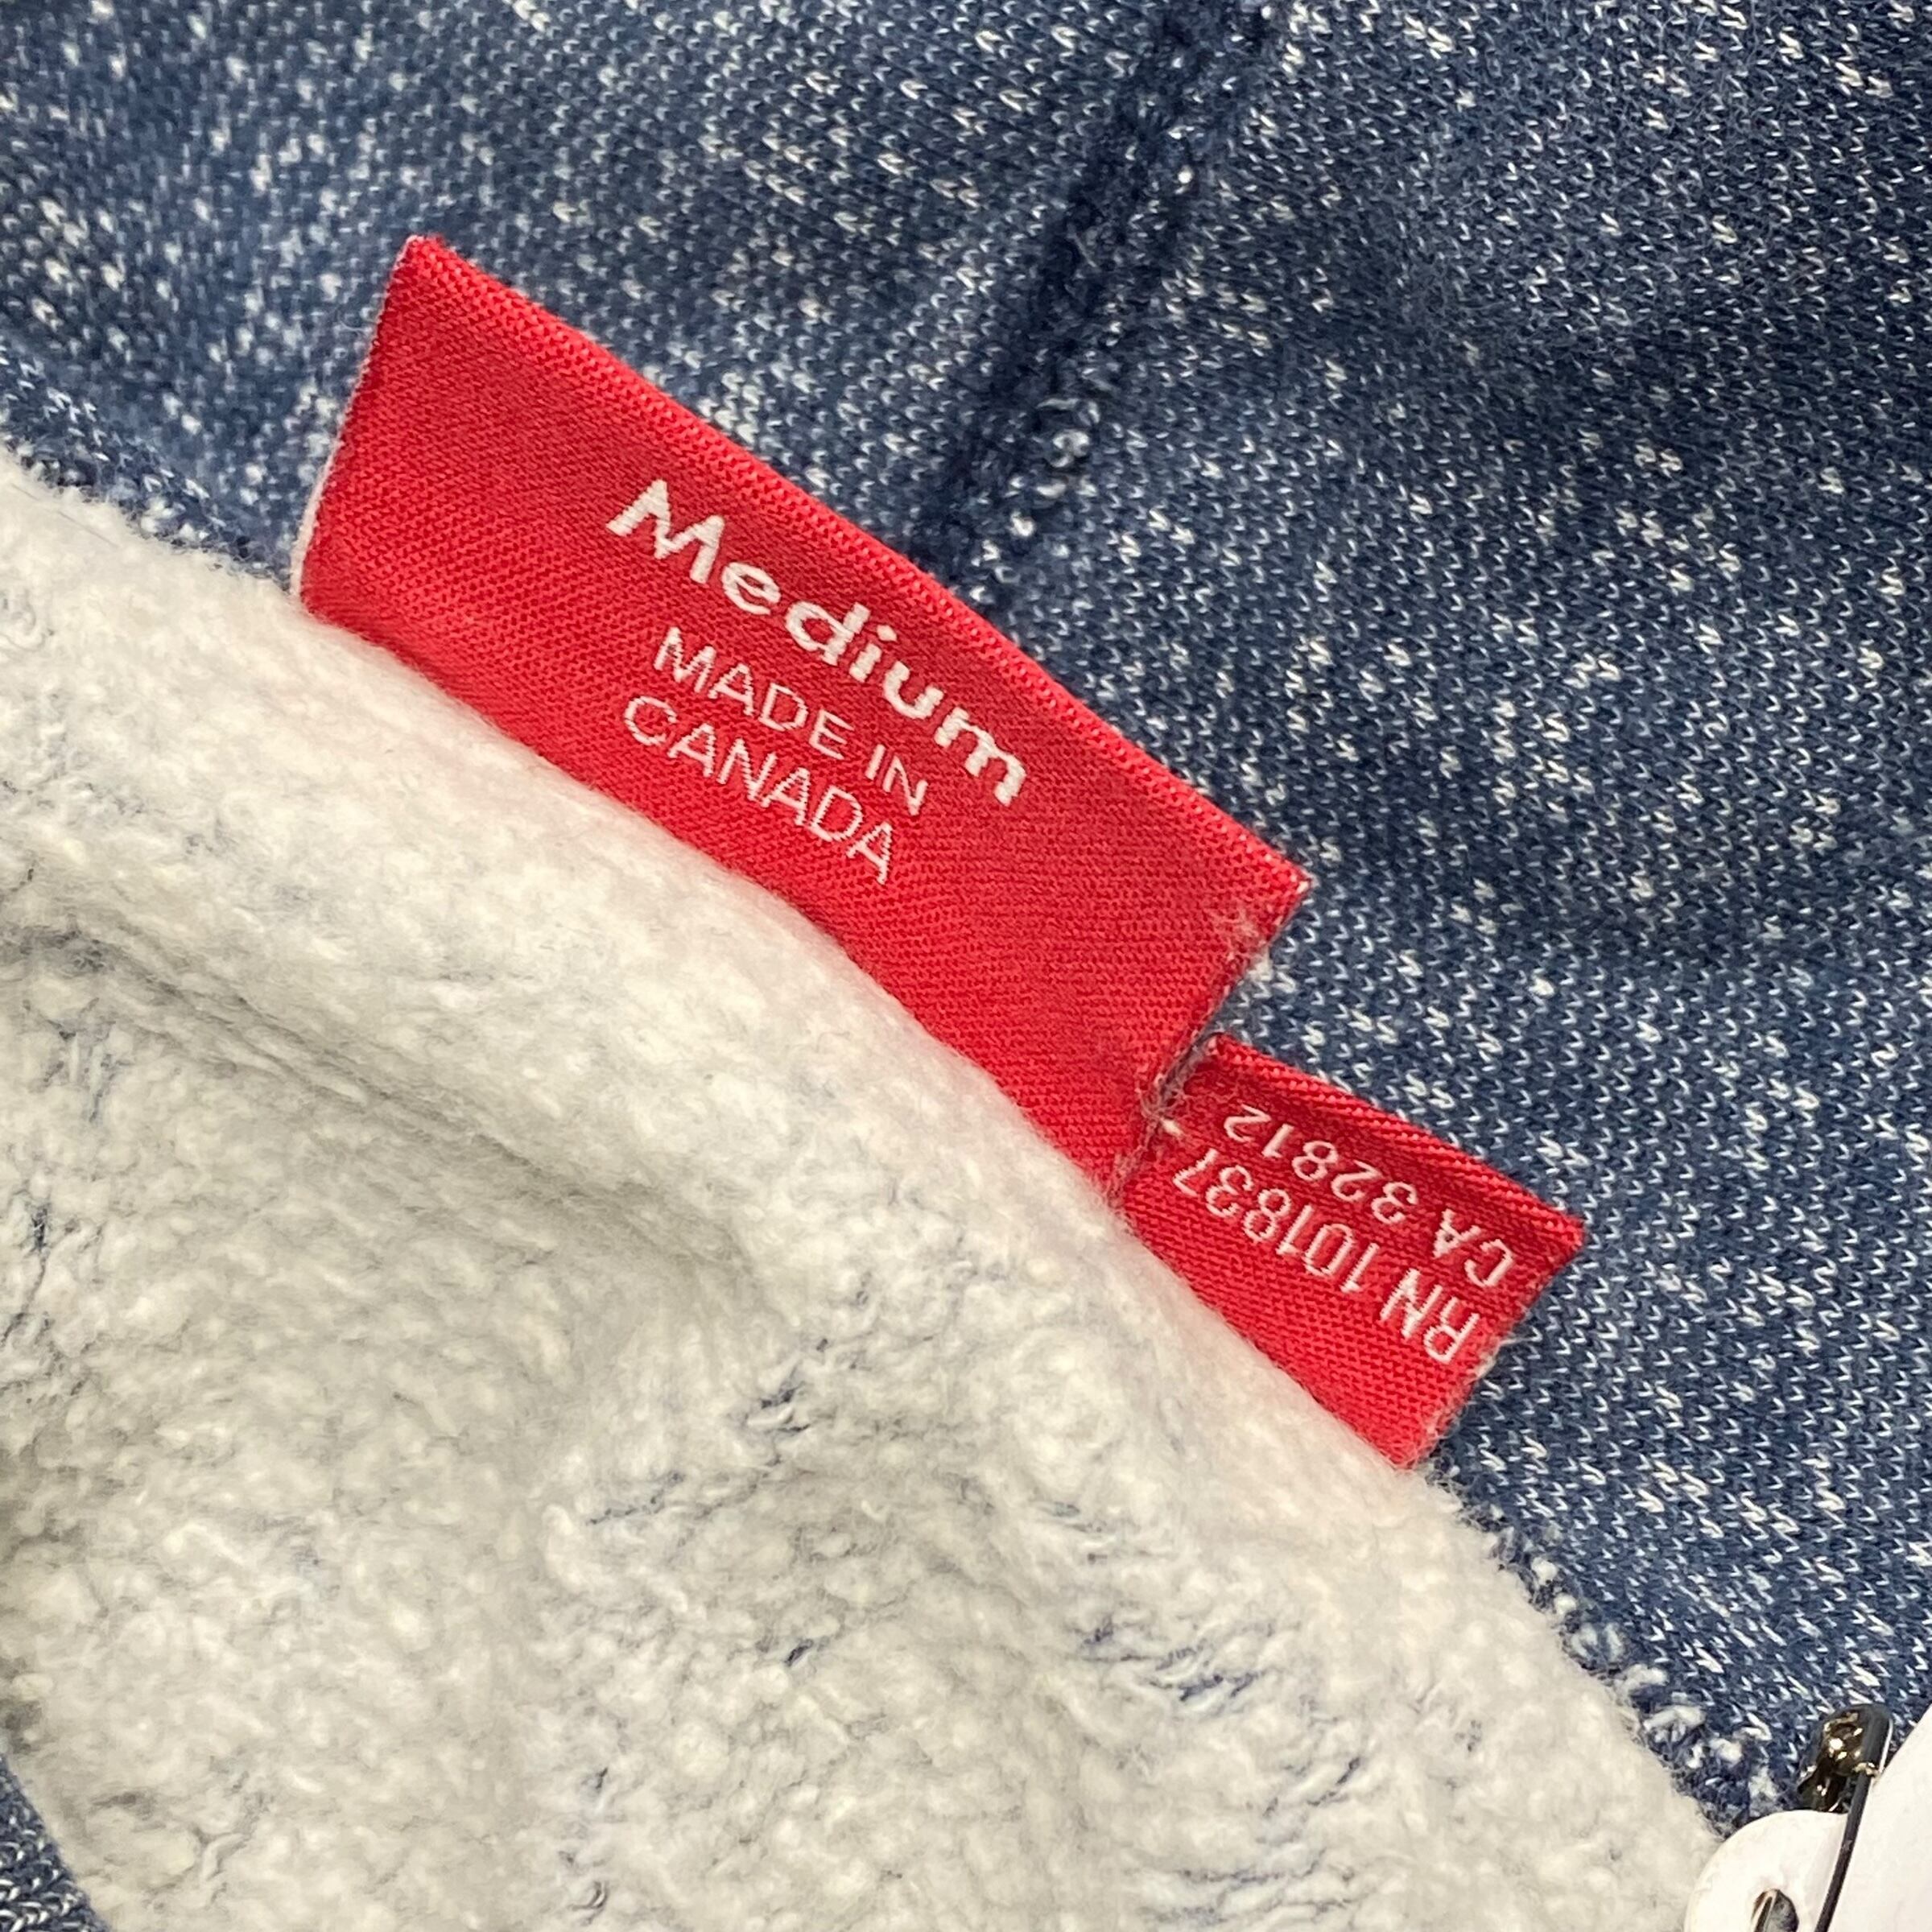 Medium
MADE IN
CANADA
RN 101837
CA 32812